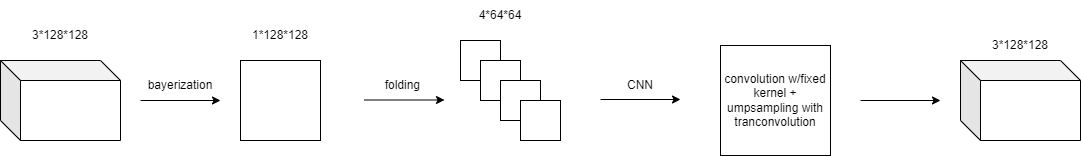 3*128*128
bayerization
1*128*128
folding
4*64*64
CNN
convolution w/fixed
kernel +
umpsampling with
tranconvolution
3*128*128